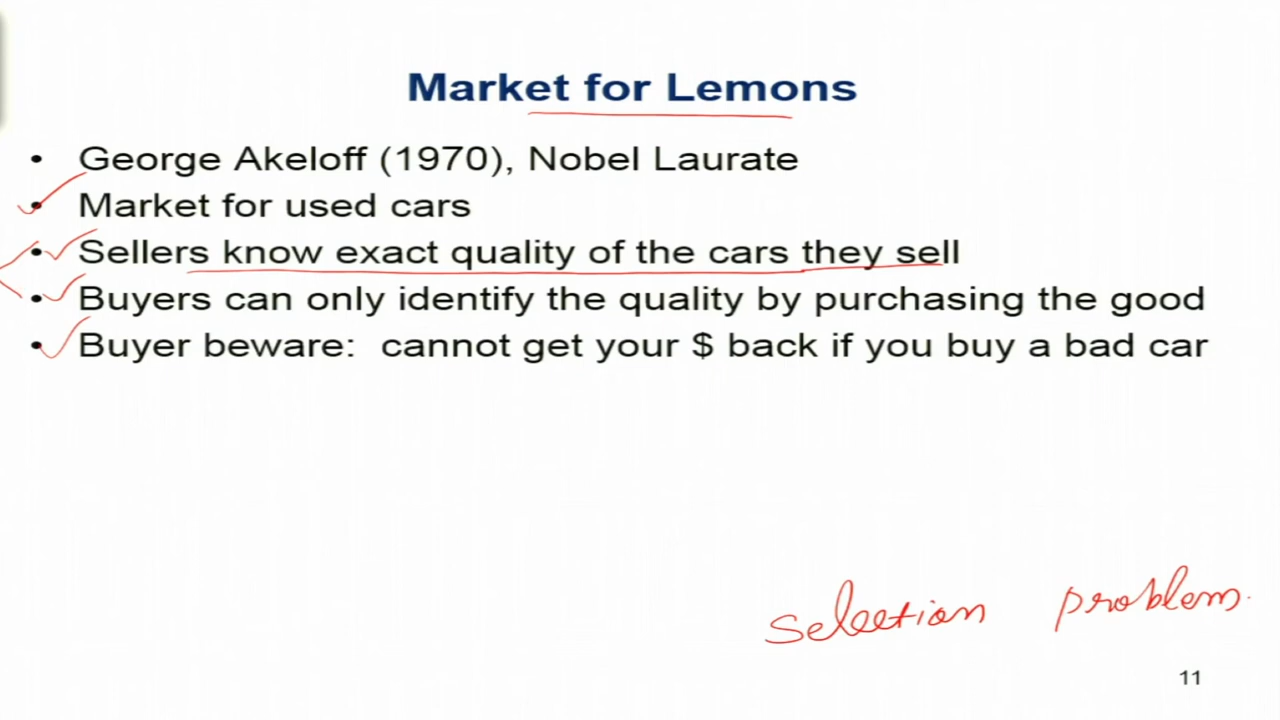 Market for Lemons
• George Akeloff (1970), Nobel Laurate
• Market for used cars
• Sellers know exact quality of the cars they sell
• Buyers can only identify the quality by purchasing the good
• Buyer beware: cannot get your $ back if you buy a bad car
selection problem.
11